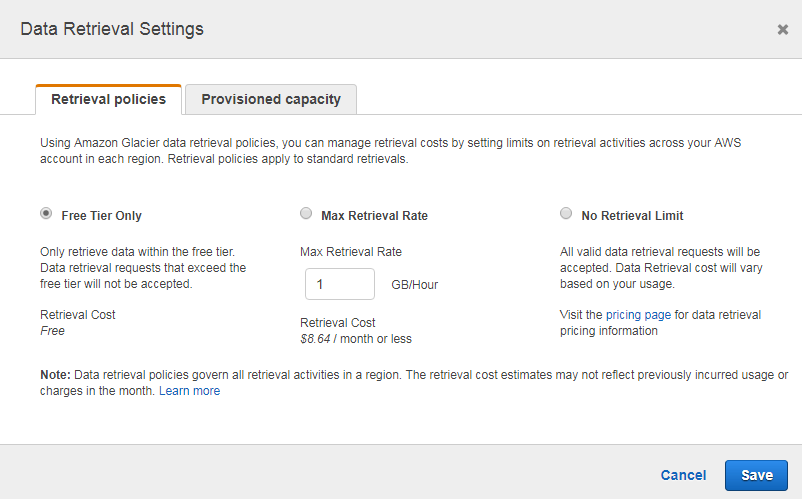 Data Retrieval Settings
Retrieval policies
Provisioned capacity
Using Amazon Glacier data retrieval policies, you can manage retrieval costs by setting limits on retrieval activities across your AWS
account in each region. Retrieval policies apply to standard retrievals.
Free Tier Only
Only retrieve data within the free tier.
Data retrieval requests that exceed the
free tier will not be accepted.
Retrieval Cost
Free
Max Retrieval Rate
Max Retrieval Rate
1 GB/Hour
Retrieval Cost
$8.64 / month or less
No Retrieval Limit
All valid data retrieval requests will be
accepted. Data Retrieval cost will vary
based on your usage.
Visit the pricing page for data retrieval
pricing information
Note: Data retrieval policies govern all retrieval activities in a region. The retrieval cost estimates may not reflect previously incurred usage or
charges in the month. Learn more
Cancel
Save